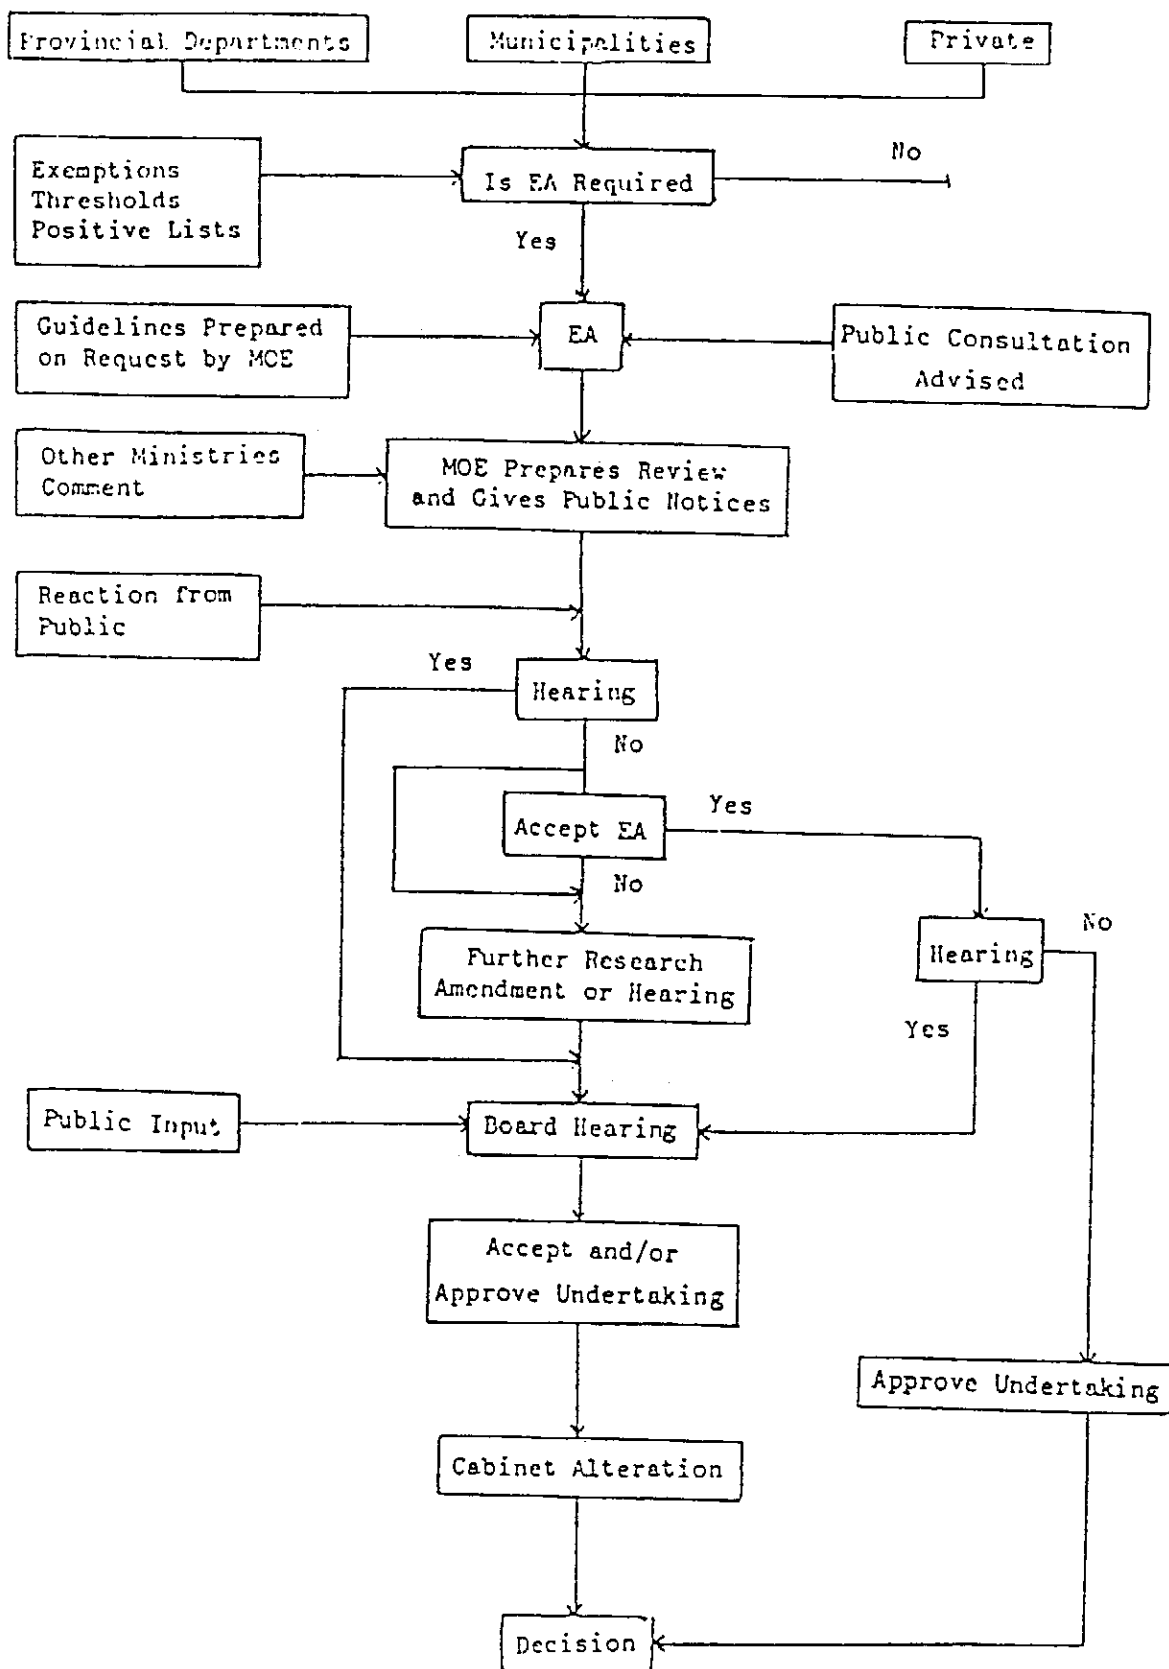 Provincial Departments
Municipalities
Private
Exemptions
Thresholds
Positive Lists
Is EA Required
No
Yes
Guidelines Prepared
on Request by MOE
EA
Public Consultation
Advised
Other Ministries
Comment
MOE Prepares Review
and Gives Public Notices
Reaction from
Public
Yes
Hearing
No
Accept EA
Yes
No
Further Research
Amendment or Hearing
Hearing
No
Yes
Public Input
Board Hearing
Accept and/or
Approve Undertaking
Approve Undertaking
Cabinet Alteration
Decision